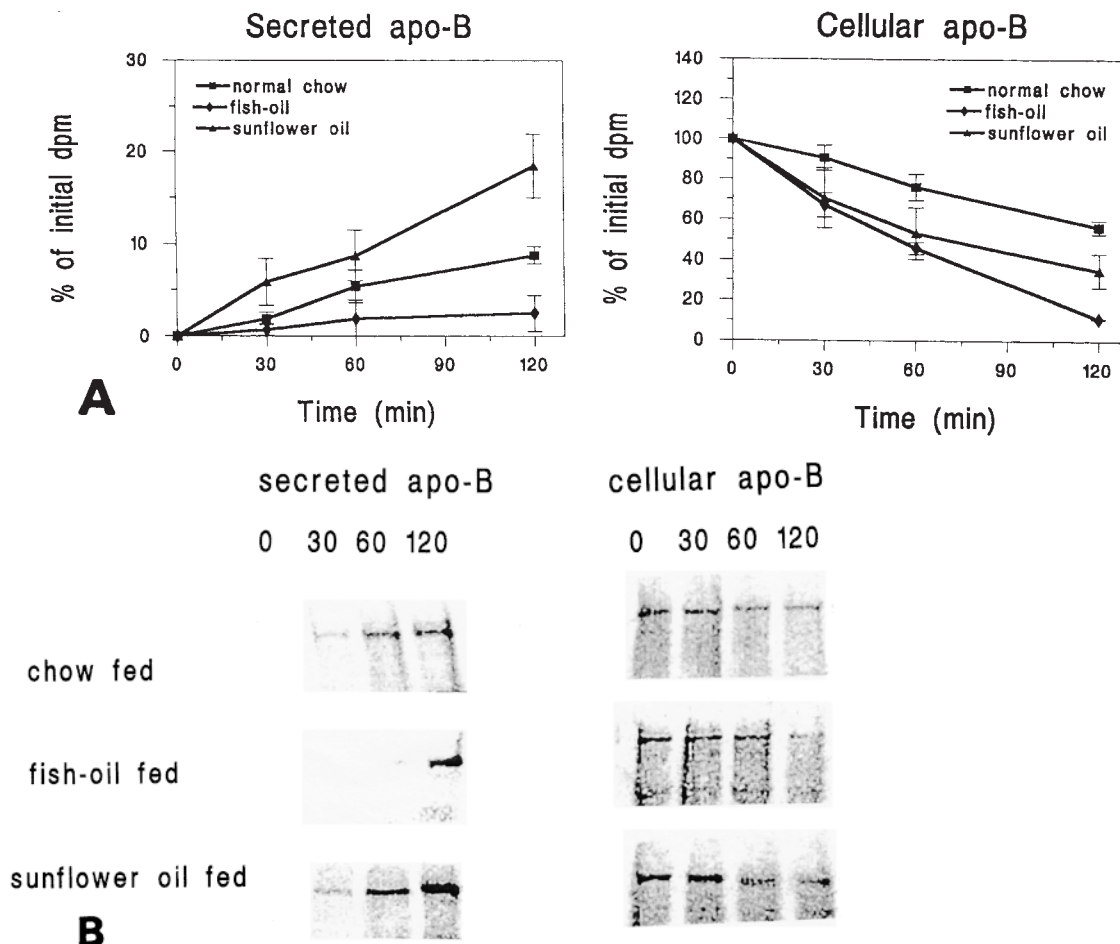 Secreted apo-B
30
20
10
0
% of initial dpm
normal chow
fish-oil
sunflower oil
0 30 60 90 120
Time (min)
A
Cellular apo-B
140
120
100
80
60
40
20
0
% of initial dpm
normal chow
fish-oil
sunflower oil
0 30 60 90 120
Time (min)
secreted apo-B
0 30 60 120
cellular apo-B
0 30 60 120
chow fed
fish-oil fed
sunflower oil fed
B